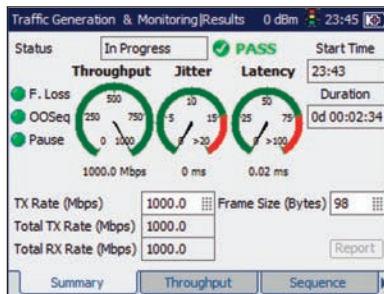 Traffic Generation & Monitoring|Results 0 dBm 23:45
Status In Progress PASS Start Time
23:43
Throughput Jitter Latency
Duration
0d 00:02:34
F. Loss
OOSeq
Pause
500
250 750
0 1000
10
5 15
0 >20
50
25 75
0 >100
1000.0 Mbps 0 ms 0.02 ms
TX Rate (Mbps) 1000.0 Frame Size (Bytes) 98
Total TX Rate (Mbps) 1000.0
Total RX Rate (Mbps) 1000.0 Report
Summary Throughput Sequence